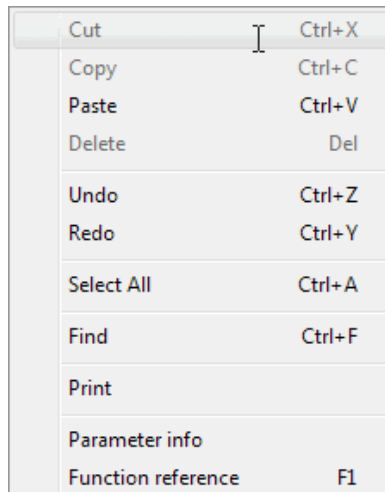 Cut Ctrl+X
Copy Ctrl+C
Paste Ctrl+V
Delete Del
Undo Ctrl+Z
Redo Ctrl+Y
Select All Ctrl+A
Find Ctrl+F
Print
Parameter info
Function reference F1